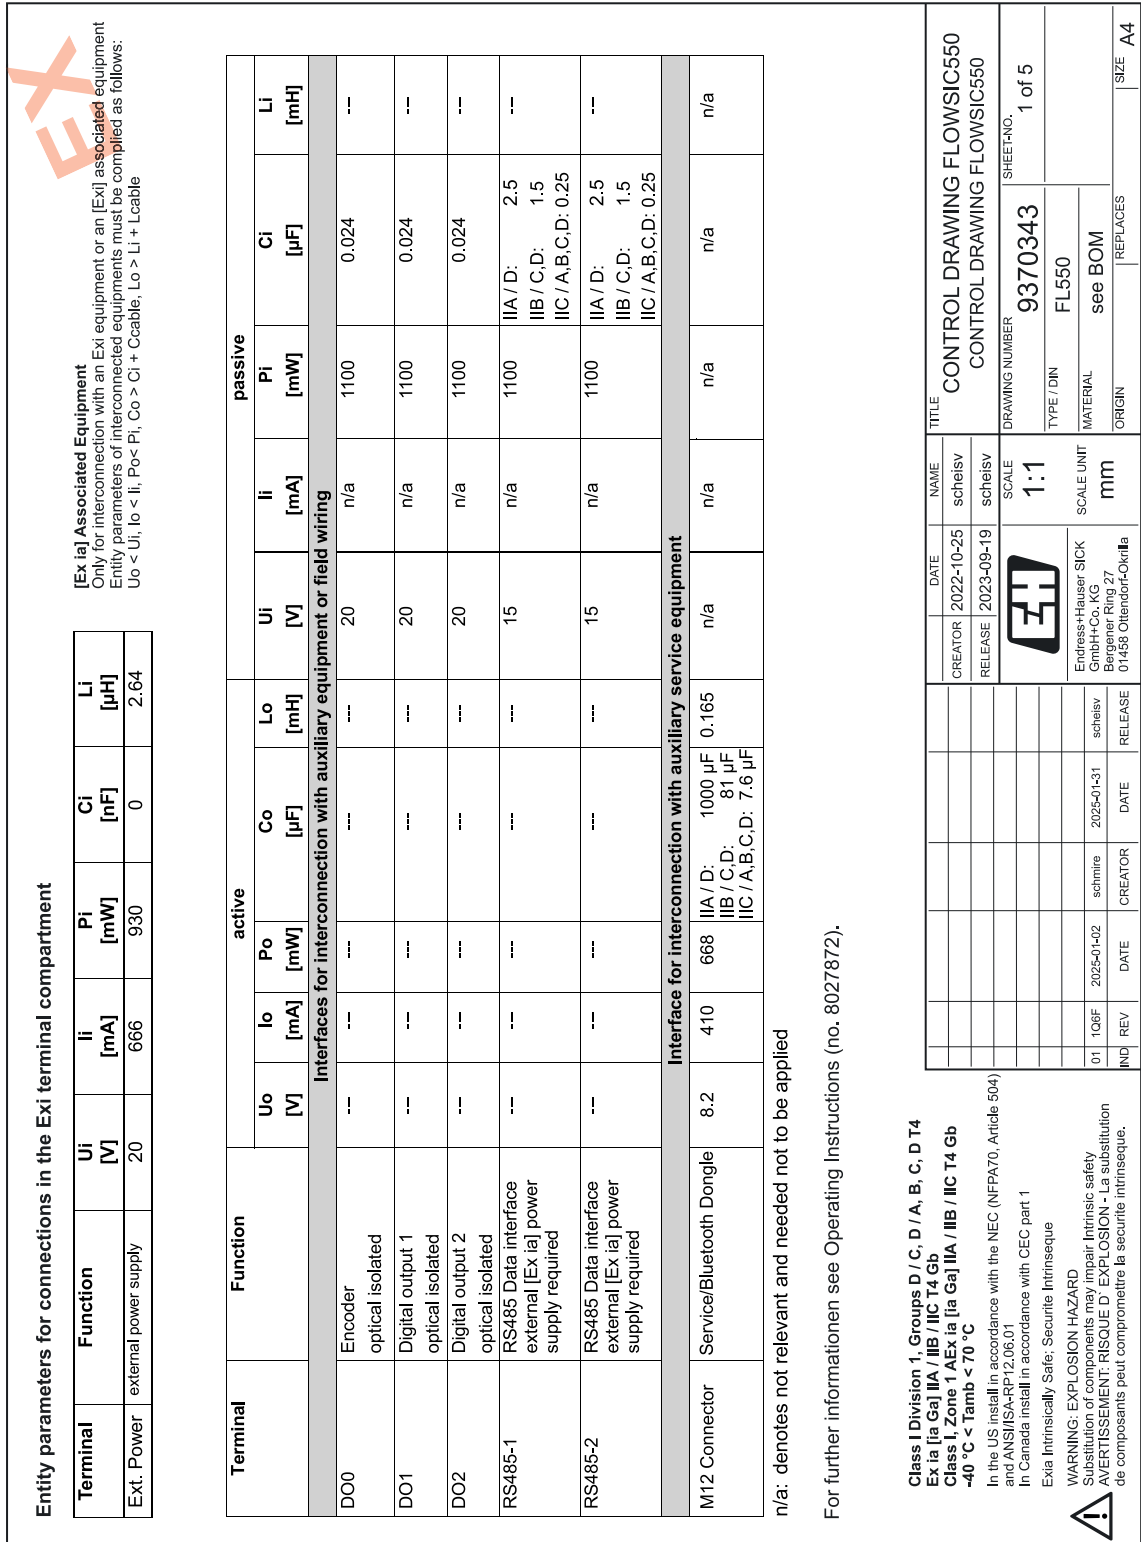 Entity parameters for connections in the Exi terminal compartment
Terminal Function Ui [V] Ii [mA] Pi [mW] Ci [nF] Li [µH]
Ext. Power external power supply 20 666 930 0 2.64
[Ex ia] Associated Equipment
Only for interconnection with an Exi equipment or an [Exi] associated equipment
Entity parameters of interconnected equipments must be complied as follows:
Uo < Ui, Io < Ii, Po< Pi, Co > Ci + Ccable, Lo > Li + Lcable
EX
Terminal Function active passive
Uo [V] Io [mA] Po [mW] Co [µF] Lo [mH] Ui [V] Ii [mA] Pi [mW] Ci [µF] Li [mH]
Interfaces for interconnection with auxiliary equipment or field wiring
DO0 Encoder --- --- --- --- --- 20 n/a 1100 0.024 ---
optical isolated
DO1 Digital output 1 --- --- --- --- --- 20 n/a 1100 0.024 ---
optical isolated
DO2 Digital output 2 --- --- --- --- --- 20 n/a 1100 0.024 ---
optical isolated
RS485-1 RS485 Data interface --- --- --- --- --- 15 n/a 1100 IIA / D: 2.5 ---
external [Ex ia] power IIB / C,D: 1.5
supply required IIC / A,B,C,D: 0.25
RS485-2 RS485 Data interface --- --- --- --- --- 15 n/a 1100 IIA / D: 2.5 ---
external [Ex ia] power IIB / C,D: 1.5
supply required IIC / A,B,C,D: 0.25
Interface for interconnection with auxiliary service equipment
M12 Connector Service/Bluetooth Dongle 8.2 410 668 IIA / D: 1000 µF 0.165 n/a n/a n/a n/a n/a
IIB / C,D: 81 µF
IIC / A,B,C,D: 7.6 µF
n/a: denotes not relevant and needed not to be applied
For further informationen see Operating Instructions (no. 8027872).
Class I Division 1, Groups D / C, D / A, B, C, D T4
Ex ia [ia Ga] IIA / IIB / IIC T4 Gb
Class I, Zone 1 AEx ia [ia Ga] IIA / IIB / IIC T4 Gb
-40 °C < Tamb < 70 °C
In the US install in accordance with the NEC (NFPA70, Article 504)
and ANSI/ISA-RP12.06.01
In Canada install in accordance with CEC part 1
Exia Intrinsically Safe; Securite Intrinseque
WARNING: EXPLOSION HAZARD
Substitution of components may impair Intrinsic safety
AVERTISSEMENT: RISQUE D` EXPLOSION - La substitution
de composants peut compromettre la securite intrinseque.
01 1Q6F 2025-01-02 schmire 2025-01-31 scheisv
IND REV DATE CREATOR DATE RELEASE
DATE NAME
CREATOR 2022-10-25 scheisv
RELEASE 2023-09-19 scheisv
EH
Endress+Hauser SICK
GmbH+Co. KG
Bergener Ring 27
01458 Ottendorf-Okrilla
SCALE
1:1
SCALE UNIT
mm
TITLE
CONTROL DRAWING FLOWSIC550
CONTROL DRAWING FLOWSIC550
DRAWING NUMBER
9370343
SHEET-NO.
1 of 5
TYPE / DIN
FL550
MATERIAL
see BOM
ORIGIN REPLACES SIZE A4